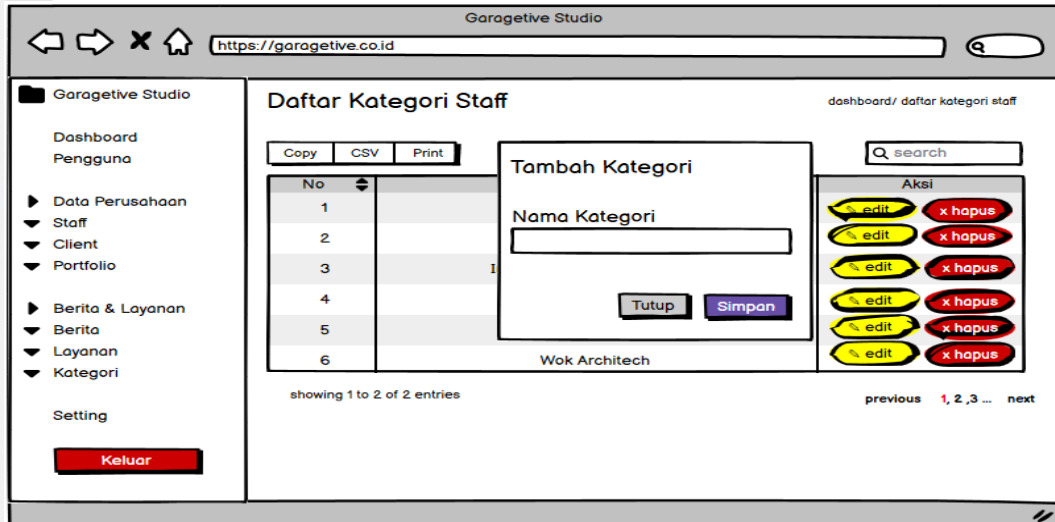 Garagetive Studio
https://garagetive.co.id
Garagetive Studio
Dashboard
Pengguna
Data Perusahaan
Staff
Client
Portfolio
Berita & Layanan
Berita
Layanan
Kategori
Setting
Keluar
Daftar Kategori Staff
dashboard/ daftar kategori staff
Copy CSV Print
search
No Aksi
1 edit x hapus
2 edit x hapus
3 edit x hapus
4 edit x hapus
5 edit x hapus
6 Wok Architech edit x hapus
Tambah Kategori
Nama Kategori
Tutup Simpan
showing 1 to 2 of 2 entries
previous 1, 2 ,3 ... next